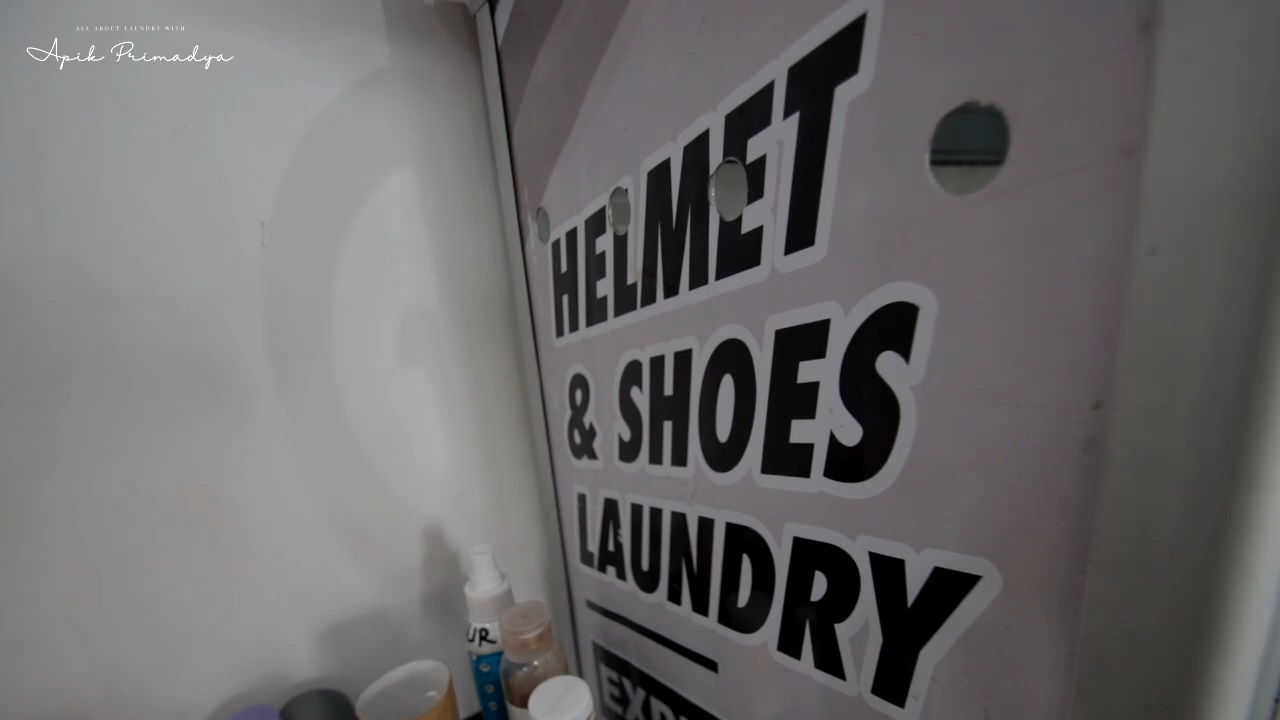 ALL ABOUT LAUNDRY WITH
Apik Primadya
HELMET
& SHOES
LAUNDRY